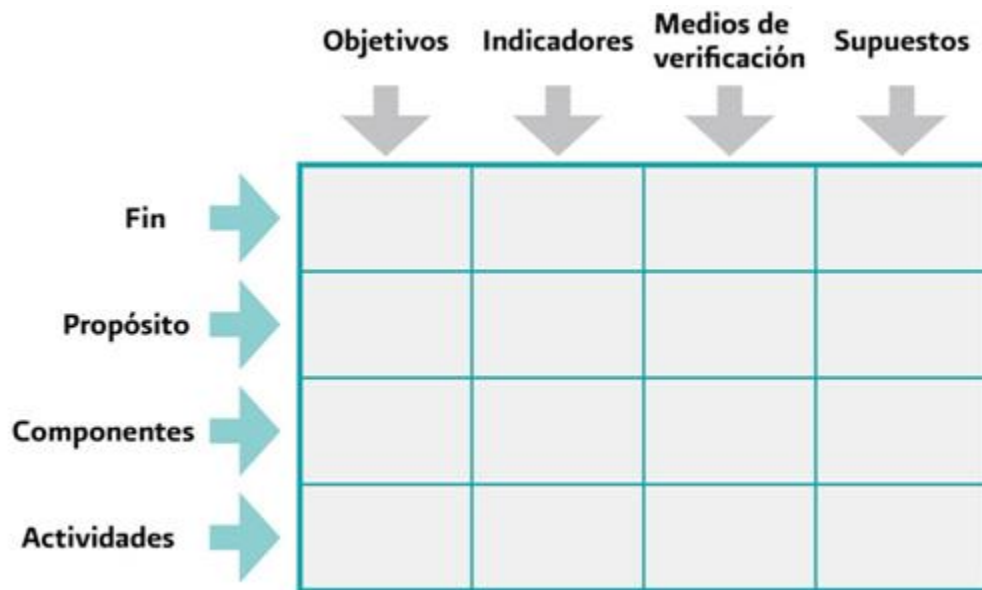 Objetivos
Indicadores
Medios de
verificación
Supuestos
Fin
Propósito
Componentes
Actividades